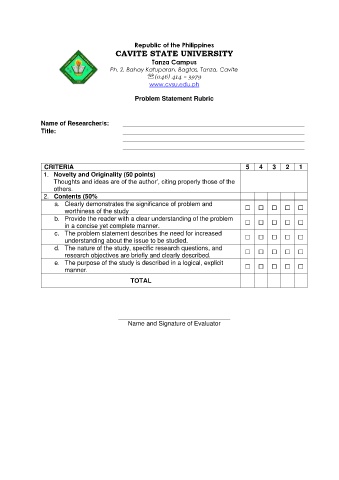 Republic of the Philippines
CAVITE STATE UNIVERSITY
Tanza Campus
Ph. 2, Bahay Katuparan, Bagtas, Tanza, Cavite
☏(046) 414 – 3979
www.cvsu.edu.ph
Problem Statement Rubric
Name of Researcher/s:
Title:
CRITERIA 5 4 3 2 1
1. Novelty and Originality (50 points)
Thoughts and ideas are of the author', citing properly those of the
others.
2. Contents (50%
a. Clearly demonstrates the significance of problem and
worthiness of the study ☐ ☐ ☐ ☐ ☐
b. Provide the reader with a clear understanding of the problem
in a concise yet complete manner. ☐ ☐ ☐ ☐ ☐
c. The problem statement describes the need for increased
understanding about the issue to be studied. ☐ ☐ ☐ ☐ ☐
d. The nature of the study, specific research questions, and
research objectives are briefly and clearly described. ☐ ☐ ☐ ☐ ☐
e. The purpose of the study is described in a logical, explicit
manner. ☐ ☐ ☐ ☐ ☐
TOTAL
Name and Signature of Evaluator